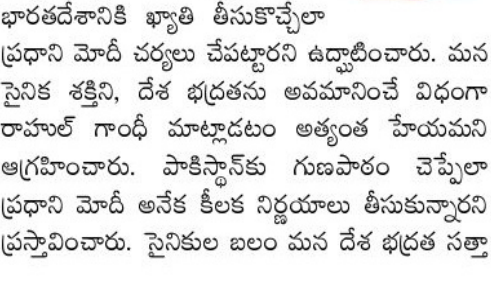 భారతదేశానికి ఖ్యాతి తీసుకొచ్చేలా
ప్రధాని మోదీ చర్యలు చేపట్టారని ఉద్ఘాటించారు. మన
సైనిక శక్తిని, దేశ భద్రతను అవమానించే విధంగా
రాహుల్ గాంధీ మాట్లాడటం అత్యంత హేయమని
ఆగ్రహించారు. పాకిస్థాన్‌కు గుణపాఠం చెప్పేలా
ప్రధాని మోదీ అనేక కీలక నిర్ణయాలు తీసుకున్నారని
ప్రస్తావించారు. సైనికుల బలం మన దేశ భద్రత సత్తా